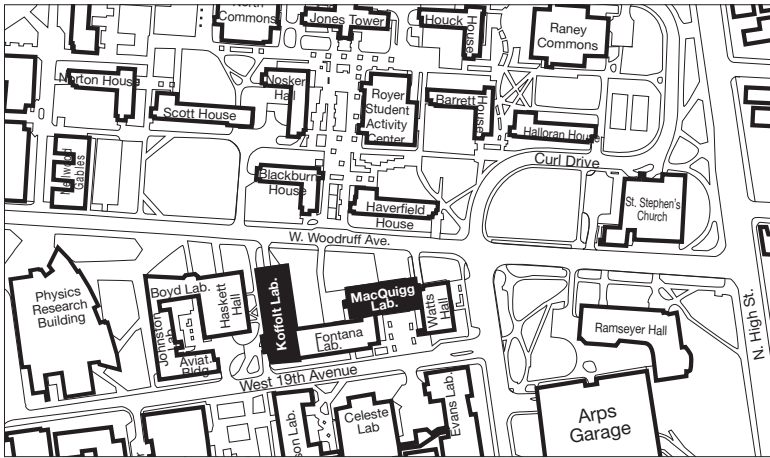 North
Commons
Jones Tower
Houck
House
Raney
Commons
Norton House
Nosker
Hall
Scott House
Royer
Student
Activity
Center
Barrett
House
Halloran House
Curl Drive
Neilwood
Gables
Blackburn
House
Haverfield
House
St. Stephen's
Church
W. Woodruff Ave.
Physics
Research
Building
Boyd Lab.
Haskett
Hall
Johnston
Lab.
Aviat.
Bldg.
Koffolt Lab.
MacQuigg
Lab.
Fontana
Lab.
Watts
Hall
Ramseyer Hall
N. High St.
West 19th Avenue
son Lab.
Celeste
Lab
Evans Lab.
Arps
Garage